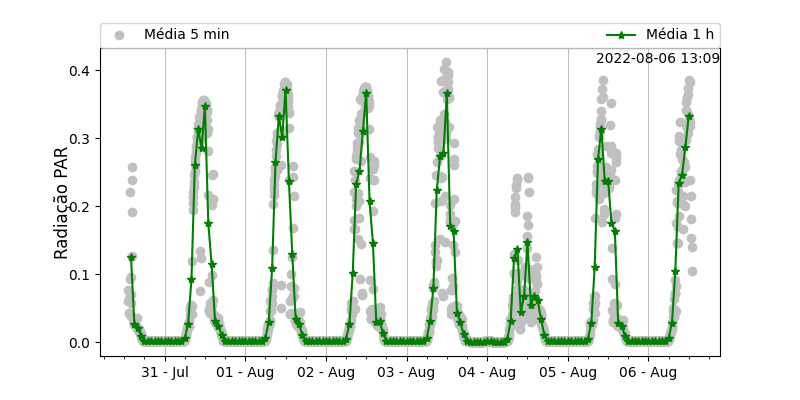 Média 5 min
Média 1 h
2022-08-06 13:09
Radiação PAR
0.4
0.3
0.2
0.1
0.0
31 - Jul
01 - Aug
02 - Aug
03 - Aug
04 - Aug
05 - Aug
06 - Aug